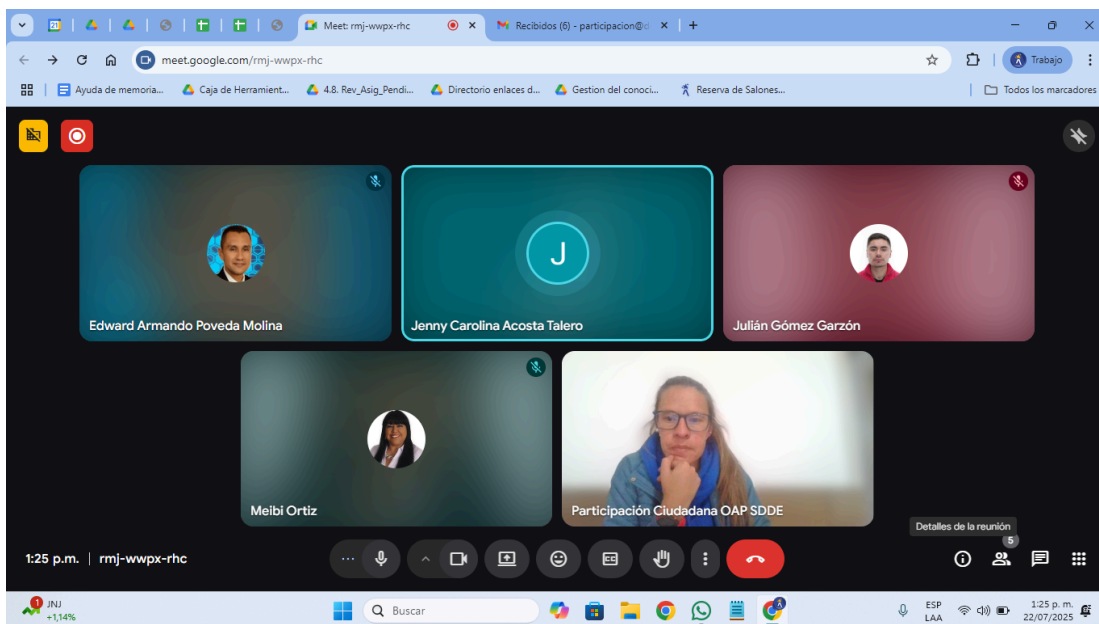 21
Meet: rmj-wwpx-rhc
Recibidos (6) - participacion@d
meet.google.com/rmj-wwpx-rhc
Trabajo
Ayuda de memoria...
Caja de Herramient...
4.8. Rev_Asig_Pendi...
Directorio enlaces d...
Gestion del conoci...
Reserva de Salones...
Todos los marcadores
J
Edward Armando Poveda Molina
Jenny Carolina Acosta Talero
Julián Gómez Garzón
Meibi Ortiz
Participación Ciudadana OAP SDDE
Detalles de la reunión
5
1:25 p.m. | rmj-wwpx-rhc
CC
1
JNJ
+1,14%
Buscar
ESP
LAA
1:25 p. m.
22/07/2025